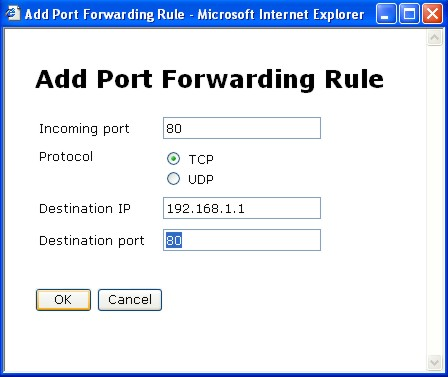 Add Port Forwarding Rule - Microsoft Internet Explorer
Add Port Forwarding Rule
Incoming port 80
Protocol TCP
UDP
Destination IP 192.168.1.1
Destination port 80
OK Cancel